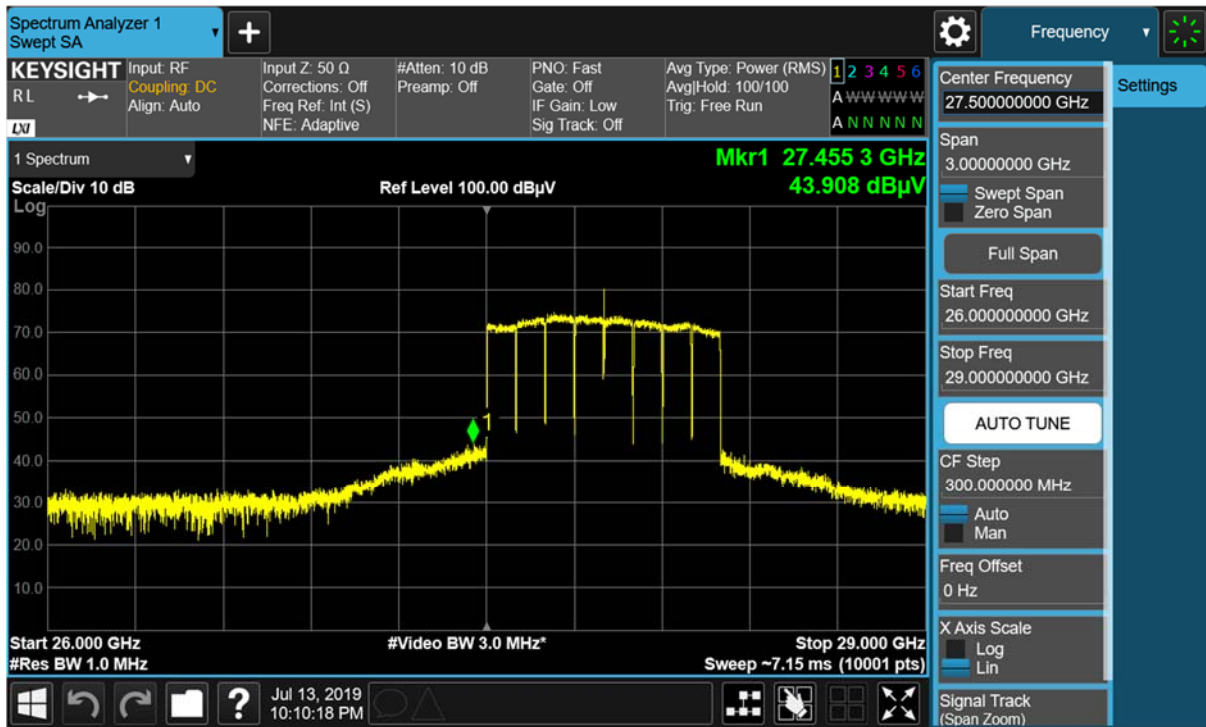 Spectrum Analyzer 1
Swept SA
Frequency
KEYSIGHT
RL
LXI
Input: RF
Coupling: DC
Align: Auto
Input Z: 50 Ω
Corrections: Off
Freq Ref: Int (S)
NFE: Adaptive
#Atten: 10 dB
Preamp: Off
PNO: Fast
Gate: Off
IF Gain: Low
Sig Track: Off
Avg Type: Power (RMS)
Avg|Hold: 100/100
Trig: Free Run
1 2 3 4 5 6
A W W W W W
A N N N N N
1 Spectrum
Mkr1 27.455 3 GHz
Scale/Div 10 dB
Ref Level 100.00 dBµV
43.908 dBµV
Log
90.0
80.0
70.0
60.0
50.0
40.0
30.0
20.0
10.0
1
Start 26.000 GHz
#Video BW 3.0 MHz*
Stop 29.000 GHz
#Res BW 1.0 MHz
Sweep ~7.15 ms (10001 pts)
Center Frequency
27.500000000 GHz
Settings
Span
3.00000000 GHz
Swept Span
Zero Span
Full Span
Start Freq
26.000000000 GHz
Stop Freq
29.000000000 GHz
AUTO TUNE
CF Step
300.000000 MHz
Auto
Man
Freq Offset
0 Hz
X Axis Scale
Log
Lin
Signal Track
(Span Zoom)
?
Jul 13, 2019
10:10:18 PM